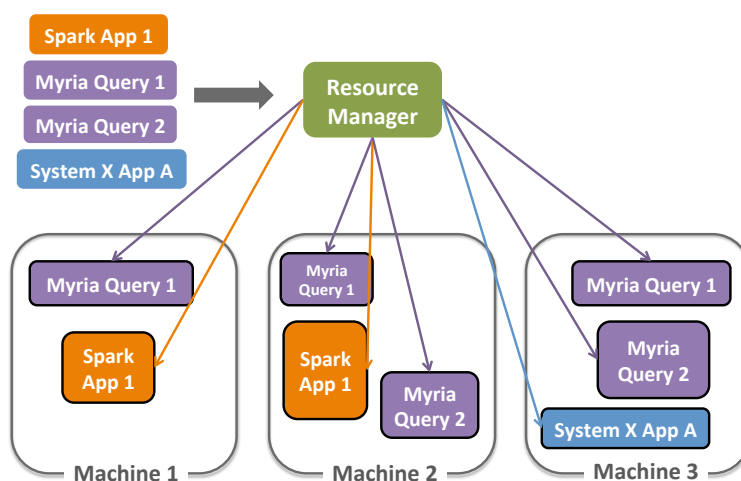 Spark App 1
Myria Query 1
Myria Query 2
System X App A
Resource
Manager
Myria Query 1
Spark
App 1
Machine 1
Myria
Query 1
Spark
App 1
Myria
Query 2
Machine 2
Myria Query 1
Myria
Query 2
System X App A
Machine 3